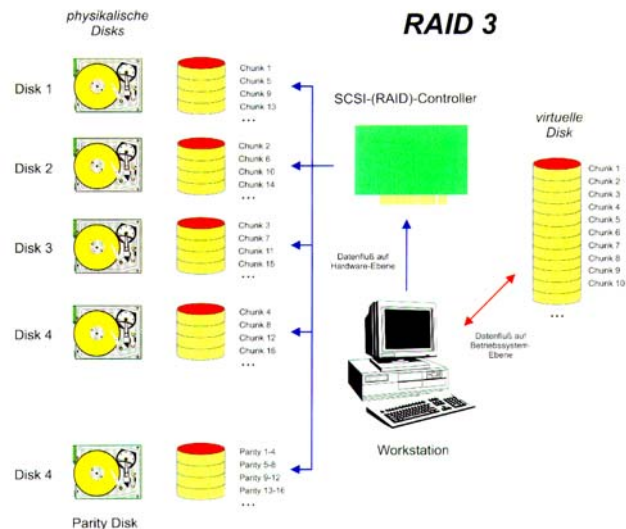 physikalische
Disks
RAID 3
Disk 1
Chunk 1
Chunk 5
Chunk 9
Chunk 13
...
SCSI-(RAID)-Controller
virtuelle
Disk
Disk 2
Chunk 2
Chunk 6
Chunk 10
Chunk 14
...
Chunk 1
Chunk 2
Chunk 3
Chunk 4
Chunk 5
Chunk 6
Chunk 7
Chunk 8
Chunk 9
Chunk 10
...
Disk 3
Chunk 3
Chunk 7
Chunk 11
Chunk 15
...
Datenfluß auf
Hardware-Ebene
Disk 4
Chunk 4
Chunk 8
Chunk 12
Chunk 16
...
Datenfluß auf
Betriebssystem-
Ebene
Workstation
Disk 4
Parity 1-4
Parity 5-8
Parity 9-12
Parity 13-16
...
Parity Disk